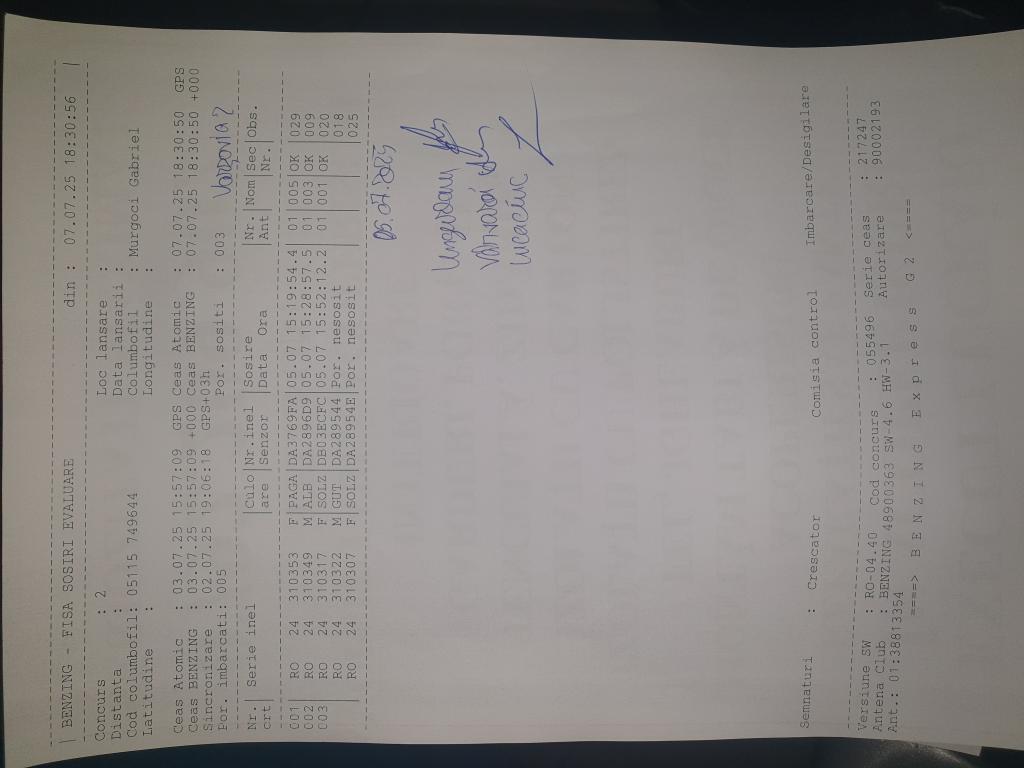 | BENZING - FISA SOSIRI EVALUARE din : 07.07.25 18:30:56 |
Concurs : 2 Loc lansare :
Distanta : Data lansarii :
Cod columbofil: 05115 749644 Columbofil : Murgoci Gabriel
Latitudine : Longitudine :
Ceas Atomic : 03.07.25 15:57:09 GPS Ceas Atomic : 07.07.25 18:30:50 GPS
Ceas BENZING : 03.07.25 15:57:09 +000 Ceas BENZING : 07.07.25 18:30:50 +000
Sincronizare : 02.07.25 19:06:18 GPS+03h
Por. imbarcati: 005 Por. sositi : 003 Varsovia 2
Nr.| Serie inel |Culo|Nr.inel |Sosire |Nr. |Nom|Sec|Obs.
crt| |are |Senzor |Data Ora |Ant | |Nr.|
001| RO 24 310353 F|PAGA|DA3769FA|05.07 15:19:54.4| 01|005|OK |029
002| RO 24 310349 M|ALB |DA2896D9|05.07 15:28:57.5| 01|003|OK |009
003| RO 24 310317 F|SOLZ|DB03ECFC|05.07 15:52:12.2| 01|001|OK |020
| RO 24 310322 M|GUT |DA289544|Por. nesosit | | | |018
| RO 24 310307 F|SOLZ|DA28954E|Por. nesosit | | | |025
05.07.2025
Ungureanu
Lucaciuc
Semnaturi : Crescator Comisia control Imbarcare/Desigilare
Versiune SW : RO-04.40 Cod concurs : 055496 Serie ceas : 217247
Antena Club : BENZING 48900363 SW-4.6 HW-3.1 Autorizare : 90002193
Ant.: 01:38813354
====> B E N Z I N G E x p r e s s G 2 <====